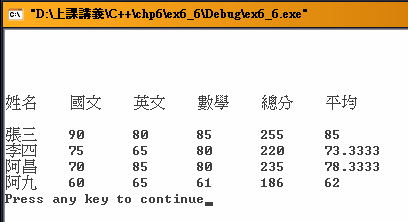 "D:\上課講義\C++\chp6\ex6_6\Debug\ex6_6.exe"
姓名 國文 英文 數學 總分 平均
張三 90 80 85 255 85
李四 75 65 80 220 73.3333
阿昌 70 85 80 235 78.3333
阿九 60 65 61 186 62
Press any key to continue_